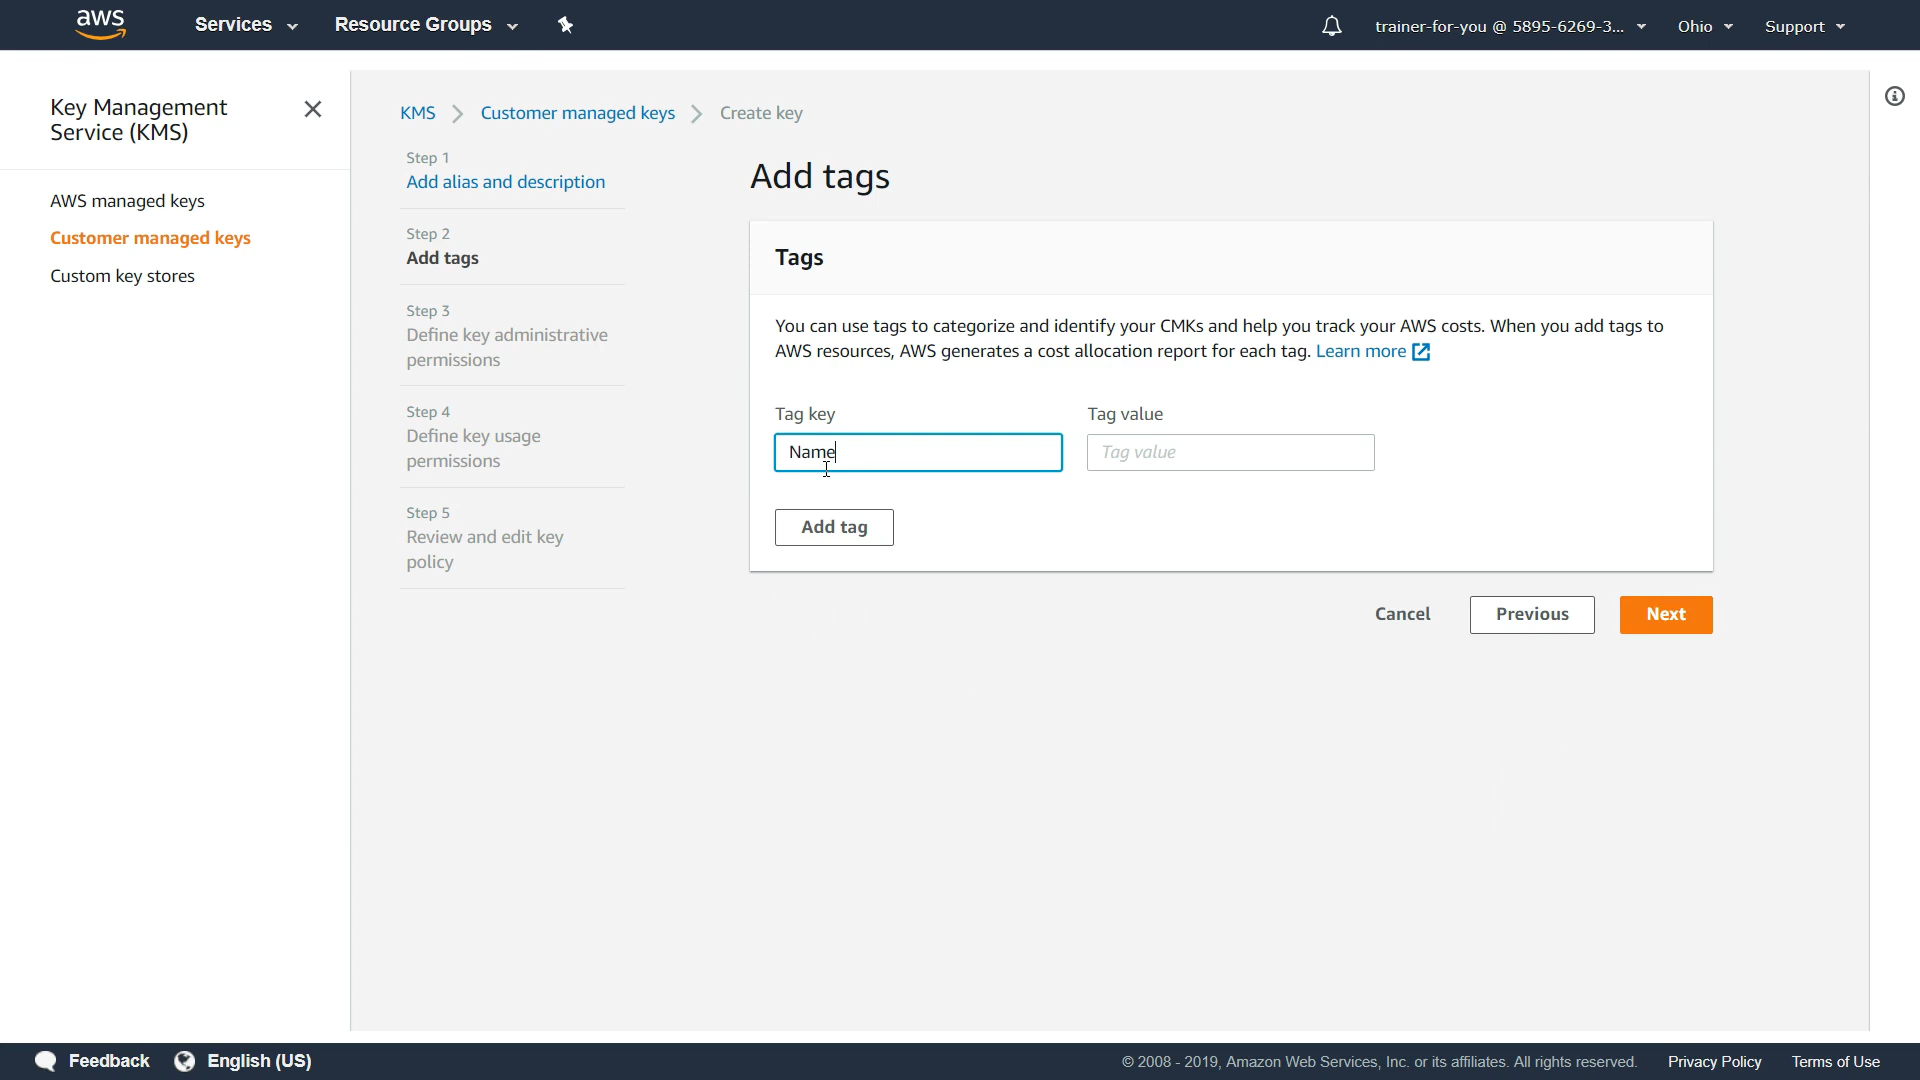 aws
Services
Resource Groups
trainer-for-you @ 5895-6269-3...
Ohio
Support
Key Management
Service (KMS)
AWS managed keys
Customer managed keys
Custom key stores
KMS
Customer managed keys
Create key
Step 1
Add alias and description
Step 2
Add tags
Step 3
Define key administrative
permissions
Step 4
Define key usage
permissions
Step 5
Review and edit key
policy
Add tags
Tags
You can use tags to categorize and identify your CMKs and help you track your AWS costs. When you add tags to
AWS resources, AWS generates a cost allocation report for each tag. Learn more
Tag key
Tag value
Name
Tag value
Add tag
Cancel
Previous
Next
Feedback
English (US)
© 2008 - 2019, Amazon Web Services, Inc. or its affiliates. All rights reserved.
Privacy Policy
Terms of Use